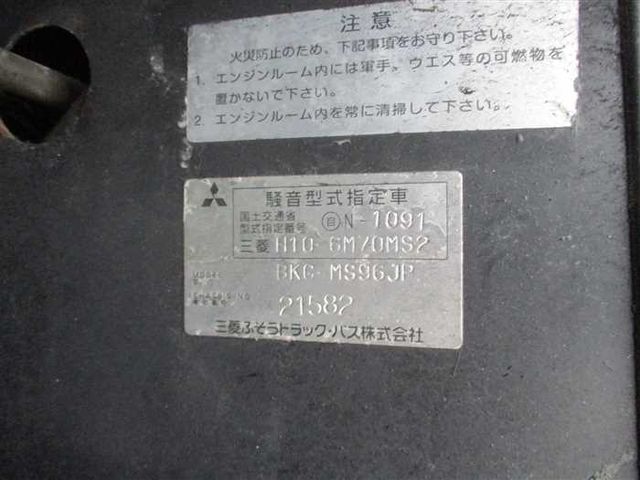 注意
火災防止のため、下記事項をお守り下さい。
1. エンジンルーム内には軍手、ウエス等の可燃物を
置かないで下さい。
2. エンジンルーム内を常に清掃して下さい。
騒音型式指定車
国土交通省
型式指定番号 自N-1091
三菱 H10·6M70MS2
MODEL BKG-MS96JP
CHASSIS NO 21582
三菱ふそうトラック・バス株式会社